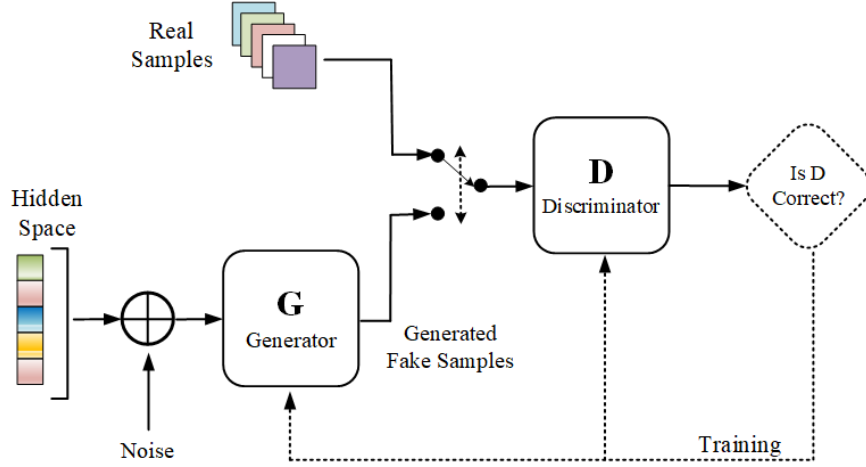 Real
Samples
D
Discriminator
Is D
Correct?
Hidden
Space
G
Generator
Generated
Fake Samples
Noise
Training